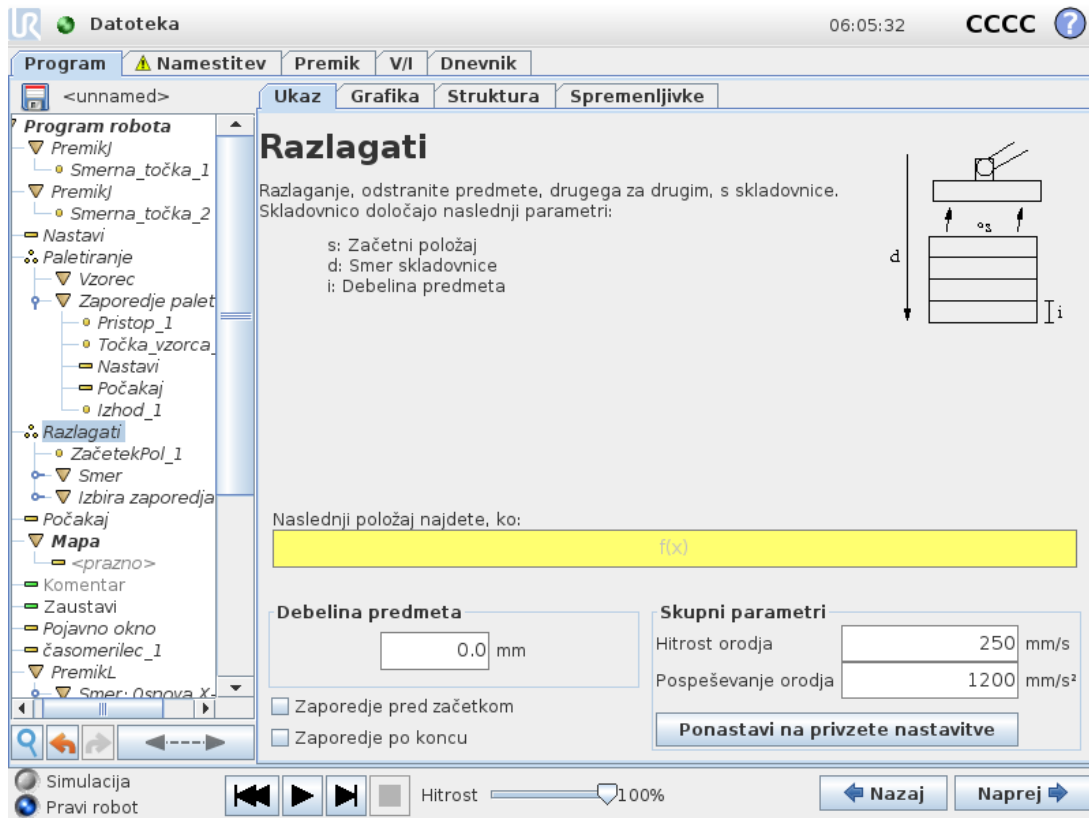 UR Datoteka 06:05:32 CCCC ?
Program Namestitev Premik V/I Dnevnik
<unnamed>
Ukaz Grafika Struktura Spremenljivke
Program robota
PremikJ
Smerna_točka_1
PremikJ
Smerna_točka_2
Nastavi
Paletiranje
Vzorec
Zaporedje palet
Pristop_1
Točka_vzorca_
Nastavi
Počakaj
Izhod_1
Razlagati
ZačetekPol_1
Smer
Izbira zaporedja
Počakaj
Mapa
<prazno>
Komentar
Zaustavi
Pojavno okno
časomerilec_1
PremikL
Smer: Osnova X-
Razlagati
Razlaganje, odstranite predmete, drugega za drugim, s skladovnice.
Skladovnico določajo naslednji parametri:
s: Začetni položaj
d: Smer skladovnice
i: Debelina predmeta
s
d
i
Naslednji položaj najdete, ko:
f(x)
Debelina predmeta
0.0 mm
Zaporedje pred začetkom
Zaporedje po koncu
Skupni parametri
Hitrost orodja 250 mm/s
Pospeševanje orodja 1200 mm/s²
Ponastavi na privzete nastavitve
Simulacija
Pravi robot
Hitrost 100%
Nazaj Naprej